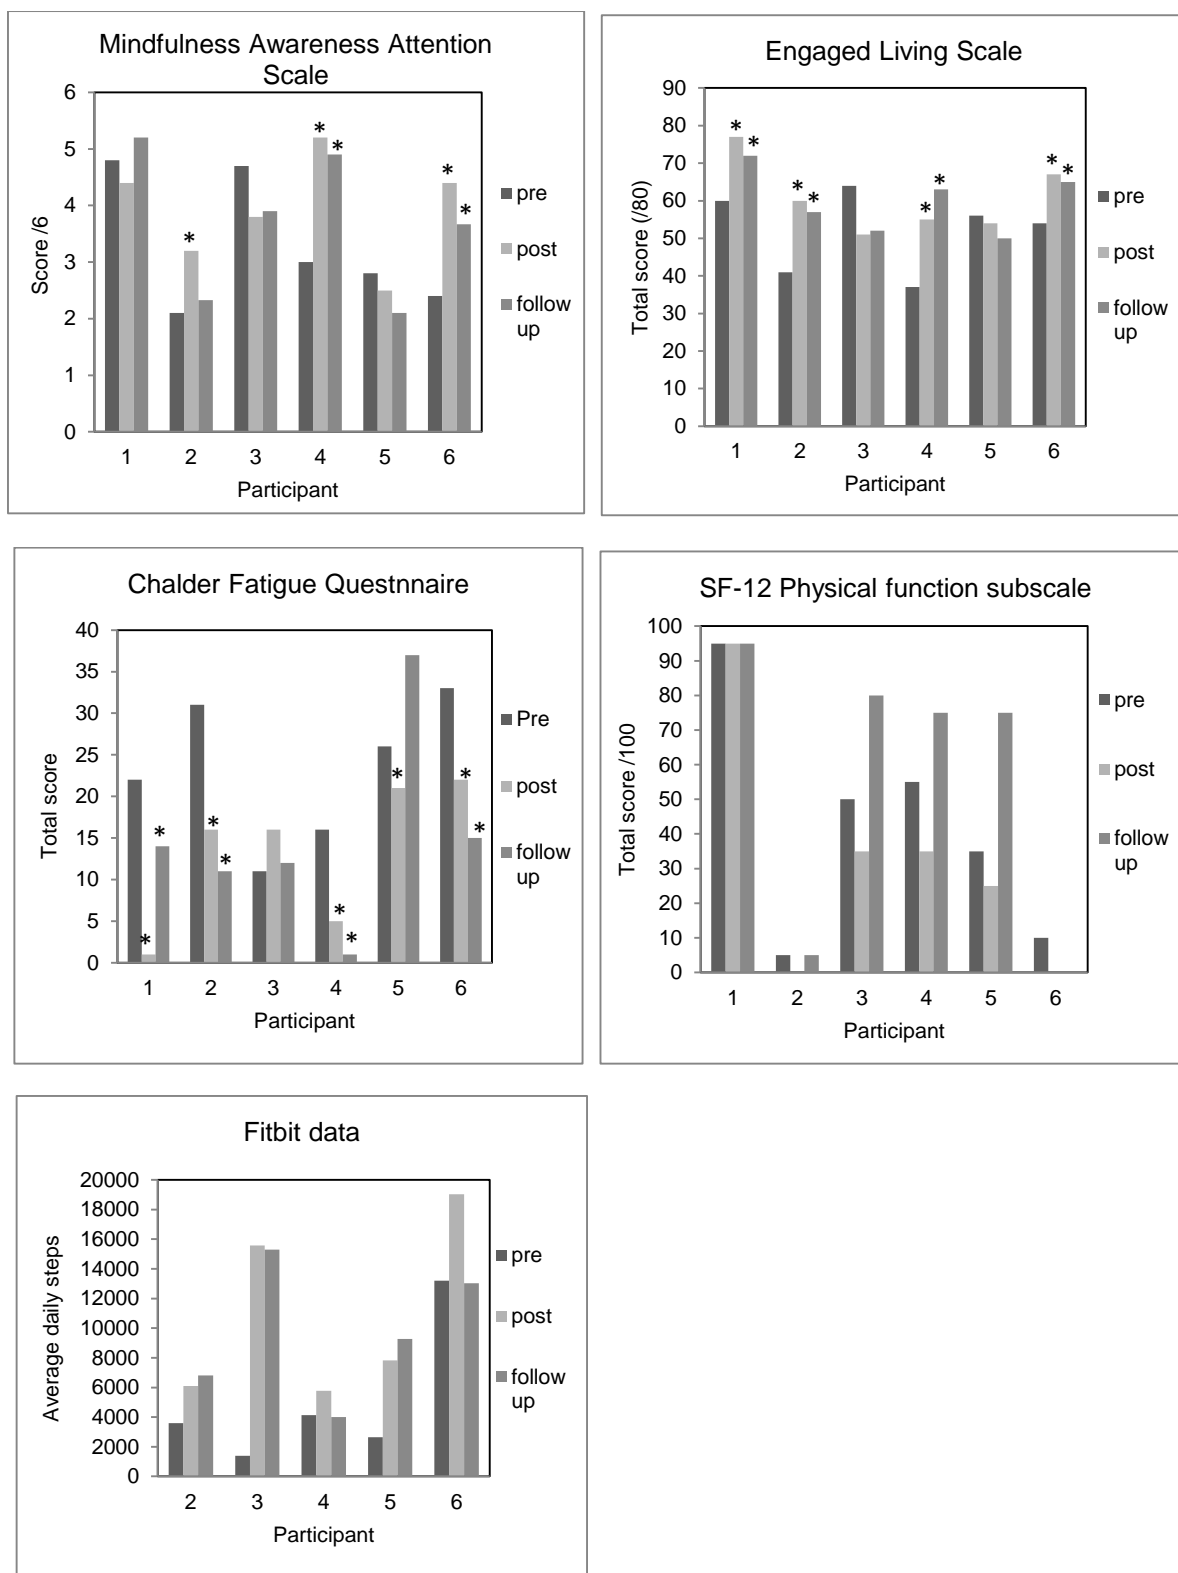 Mindfulness Awareness Attention
Scale
Score /6
6
5
4
3
2
1
0
* * * * *
1 2 3 4 5 6
Participant
pre
post
follow
up
Engaged Living Scale
Total score (/80)
90
80
70
60
50
40
30
20
10
0
* * * * * * * *
1 2 3 4 5 6
Participant
pre
post
follow
up
Chalder Fatigue Questnnaire
Total score
40
35
30
25
20
15
10
5
0
* * * * * * * * *
1 2 3 4 5 6
Participant
Pre
post
follow
up
SF-12 Physical function subscale
Total score /100
100
90
80
70
60
50
40
30
20
10
0
1 2 3 4 5 6
Participant
pre
post
follow
up
Fitbit data
Average daily steps
20000
18000
16000
14000
12000
10000
8000
6000
4000
2000
0
2 3 4 5 6
Participant
pre
post
follow
up